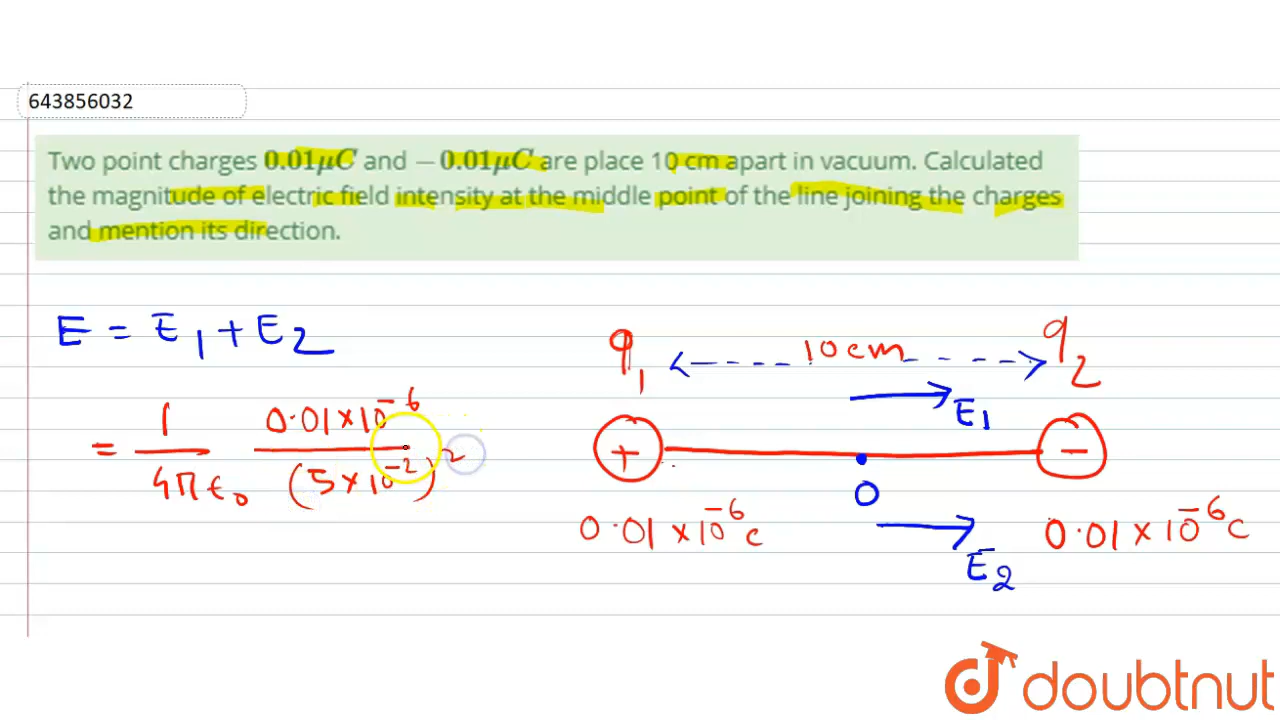 643856032
Two point charges 0.01μC and −0.01μC are place 10 cm apart in vacuum. Calculated
the magnitude of electric field intensity at the middle point of the line joining the charges
and mention its direction.
E = E₁ + E₂
= 1/4πε₀ 0.01×10⁻⁶/(5×10⁻²)²
q₁ 10 cm q₂
E₁
+ −
O
0.01×10⁻⁶ c 0.01×10⁻⁶ c
E₂
doubtnut